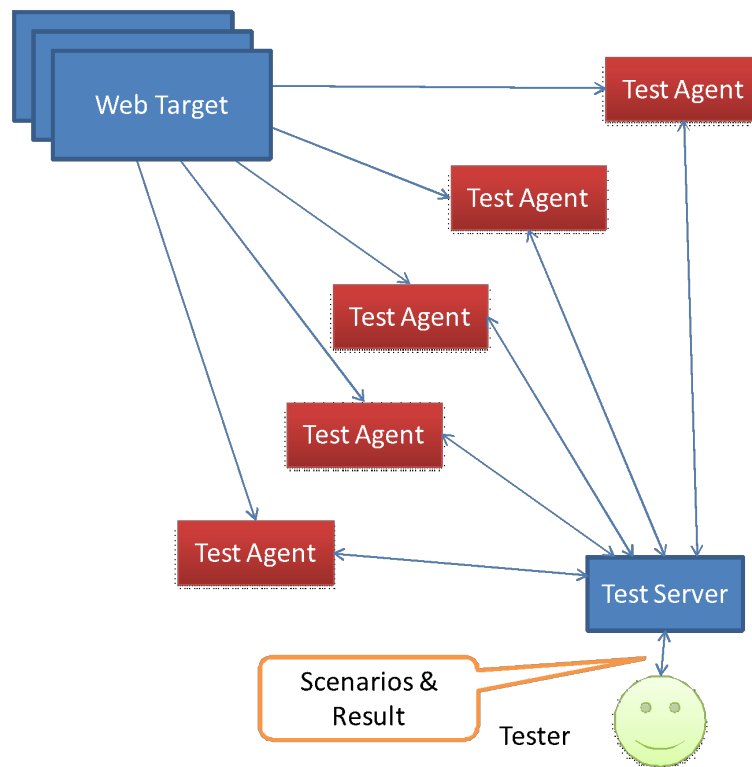 Web Target
Test Agent
Test Agent
Test Agent
Test Agent
Test Agent
Test Server
Scenarios &
Result
Tester